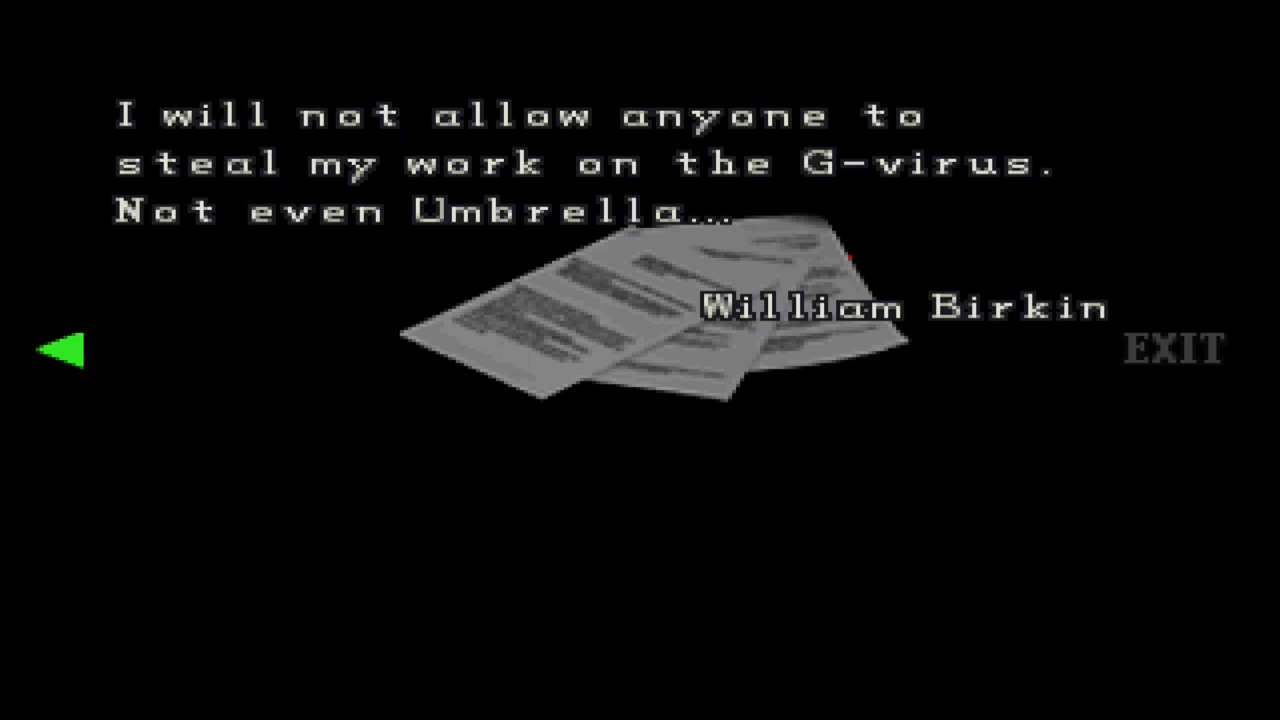 I will not allow anyone to
steal my work on the G-virus.
Not even Umbrella...
William Birkin
EXIT